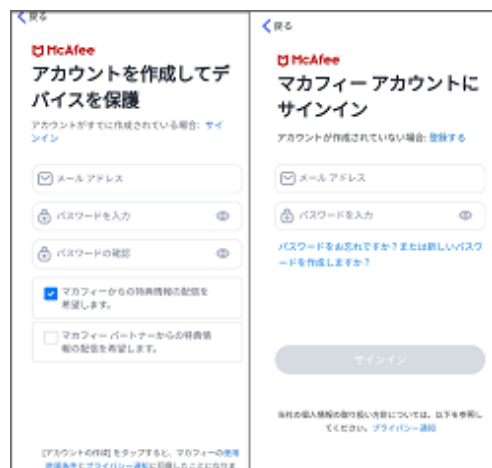 戻る
McAfee
アカウントを作成してデ
バイスを保護
アカウントがすでに作成されている場合: サイ
ンイン
メール アドレス
パスワードを入力
パスワードの確認
マカフィーからの特典情報の配信を
希望します。
マカフィー パートナーからの特典情
報の配信を希望します。
[アカウントの作成] をタップすると、マカフィーの使用
許諾条件とプライバシー通知に同意したことになりま
戻る
McAfee
マカフィー アカウントに
サインイン
アカウントが作成されていない場合: 登録する
メール アドレス
パスワードを入力
パスワードをお忘れですか？または新しいパスワ
ードを作成しますか？
サインイン
当社の個人情報の取り扱い方針については、以下を参照し
てください。プライバシー通知